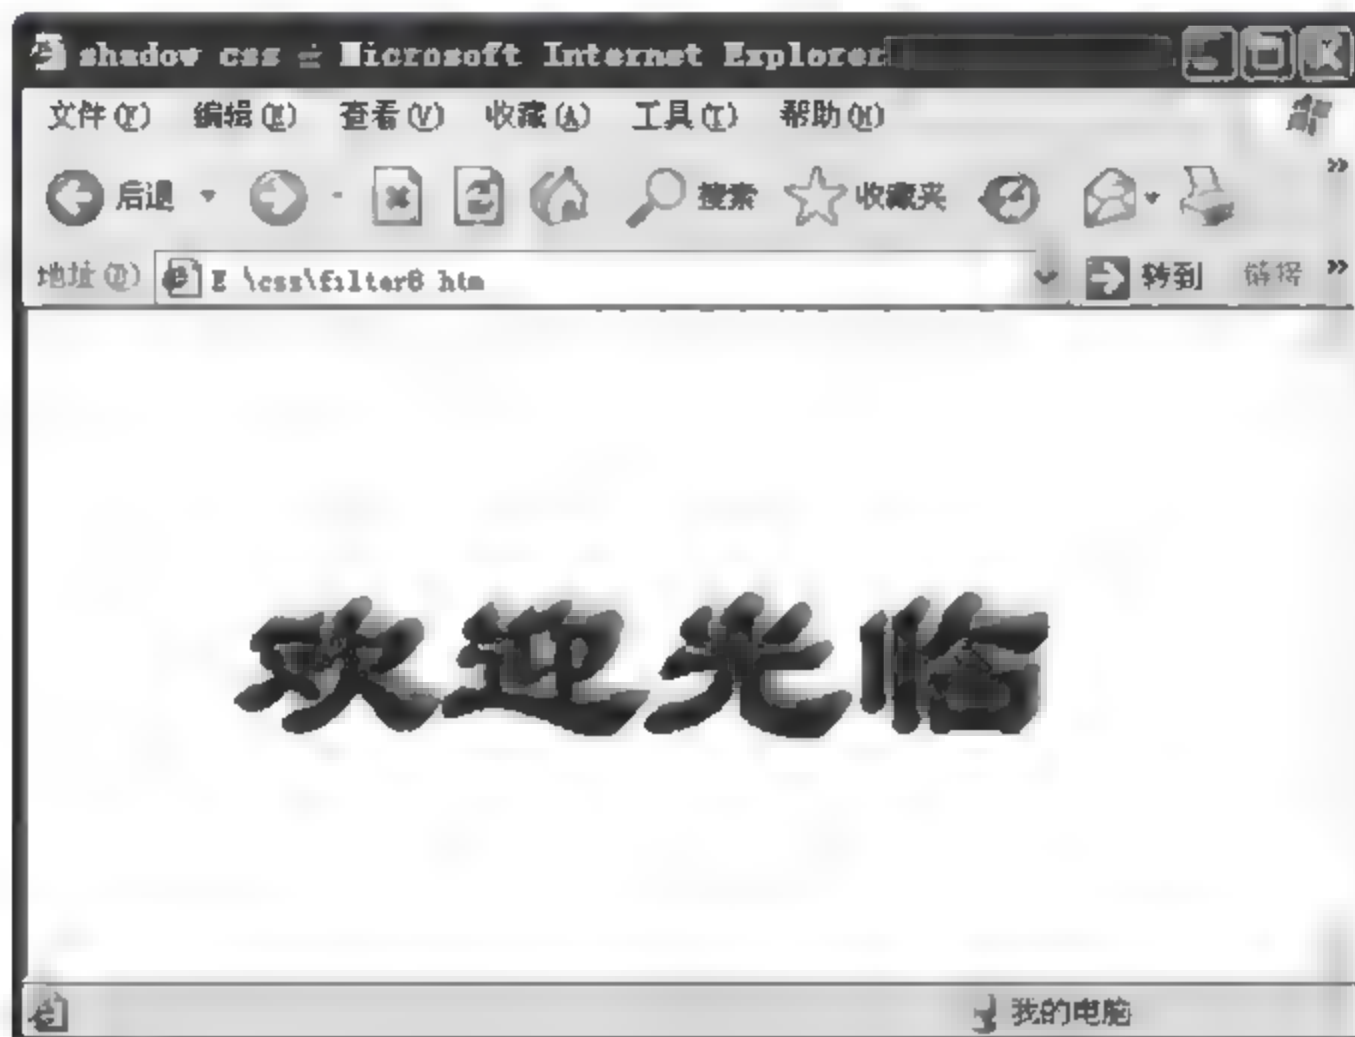 shadow css - Microsoft Internet Explorer
文件(F) 编辑(E) 查看(V) 收藏(A) 工具(T) 帮助(H)
后退 搜索 收藏夹 »
地址(D) E \css\filter8 htm 转到 链接 »
欢迎光临
我的电脑